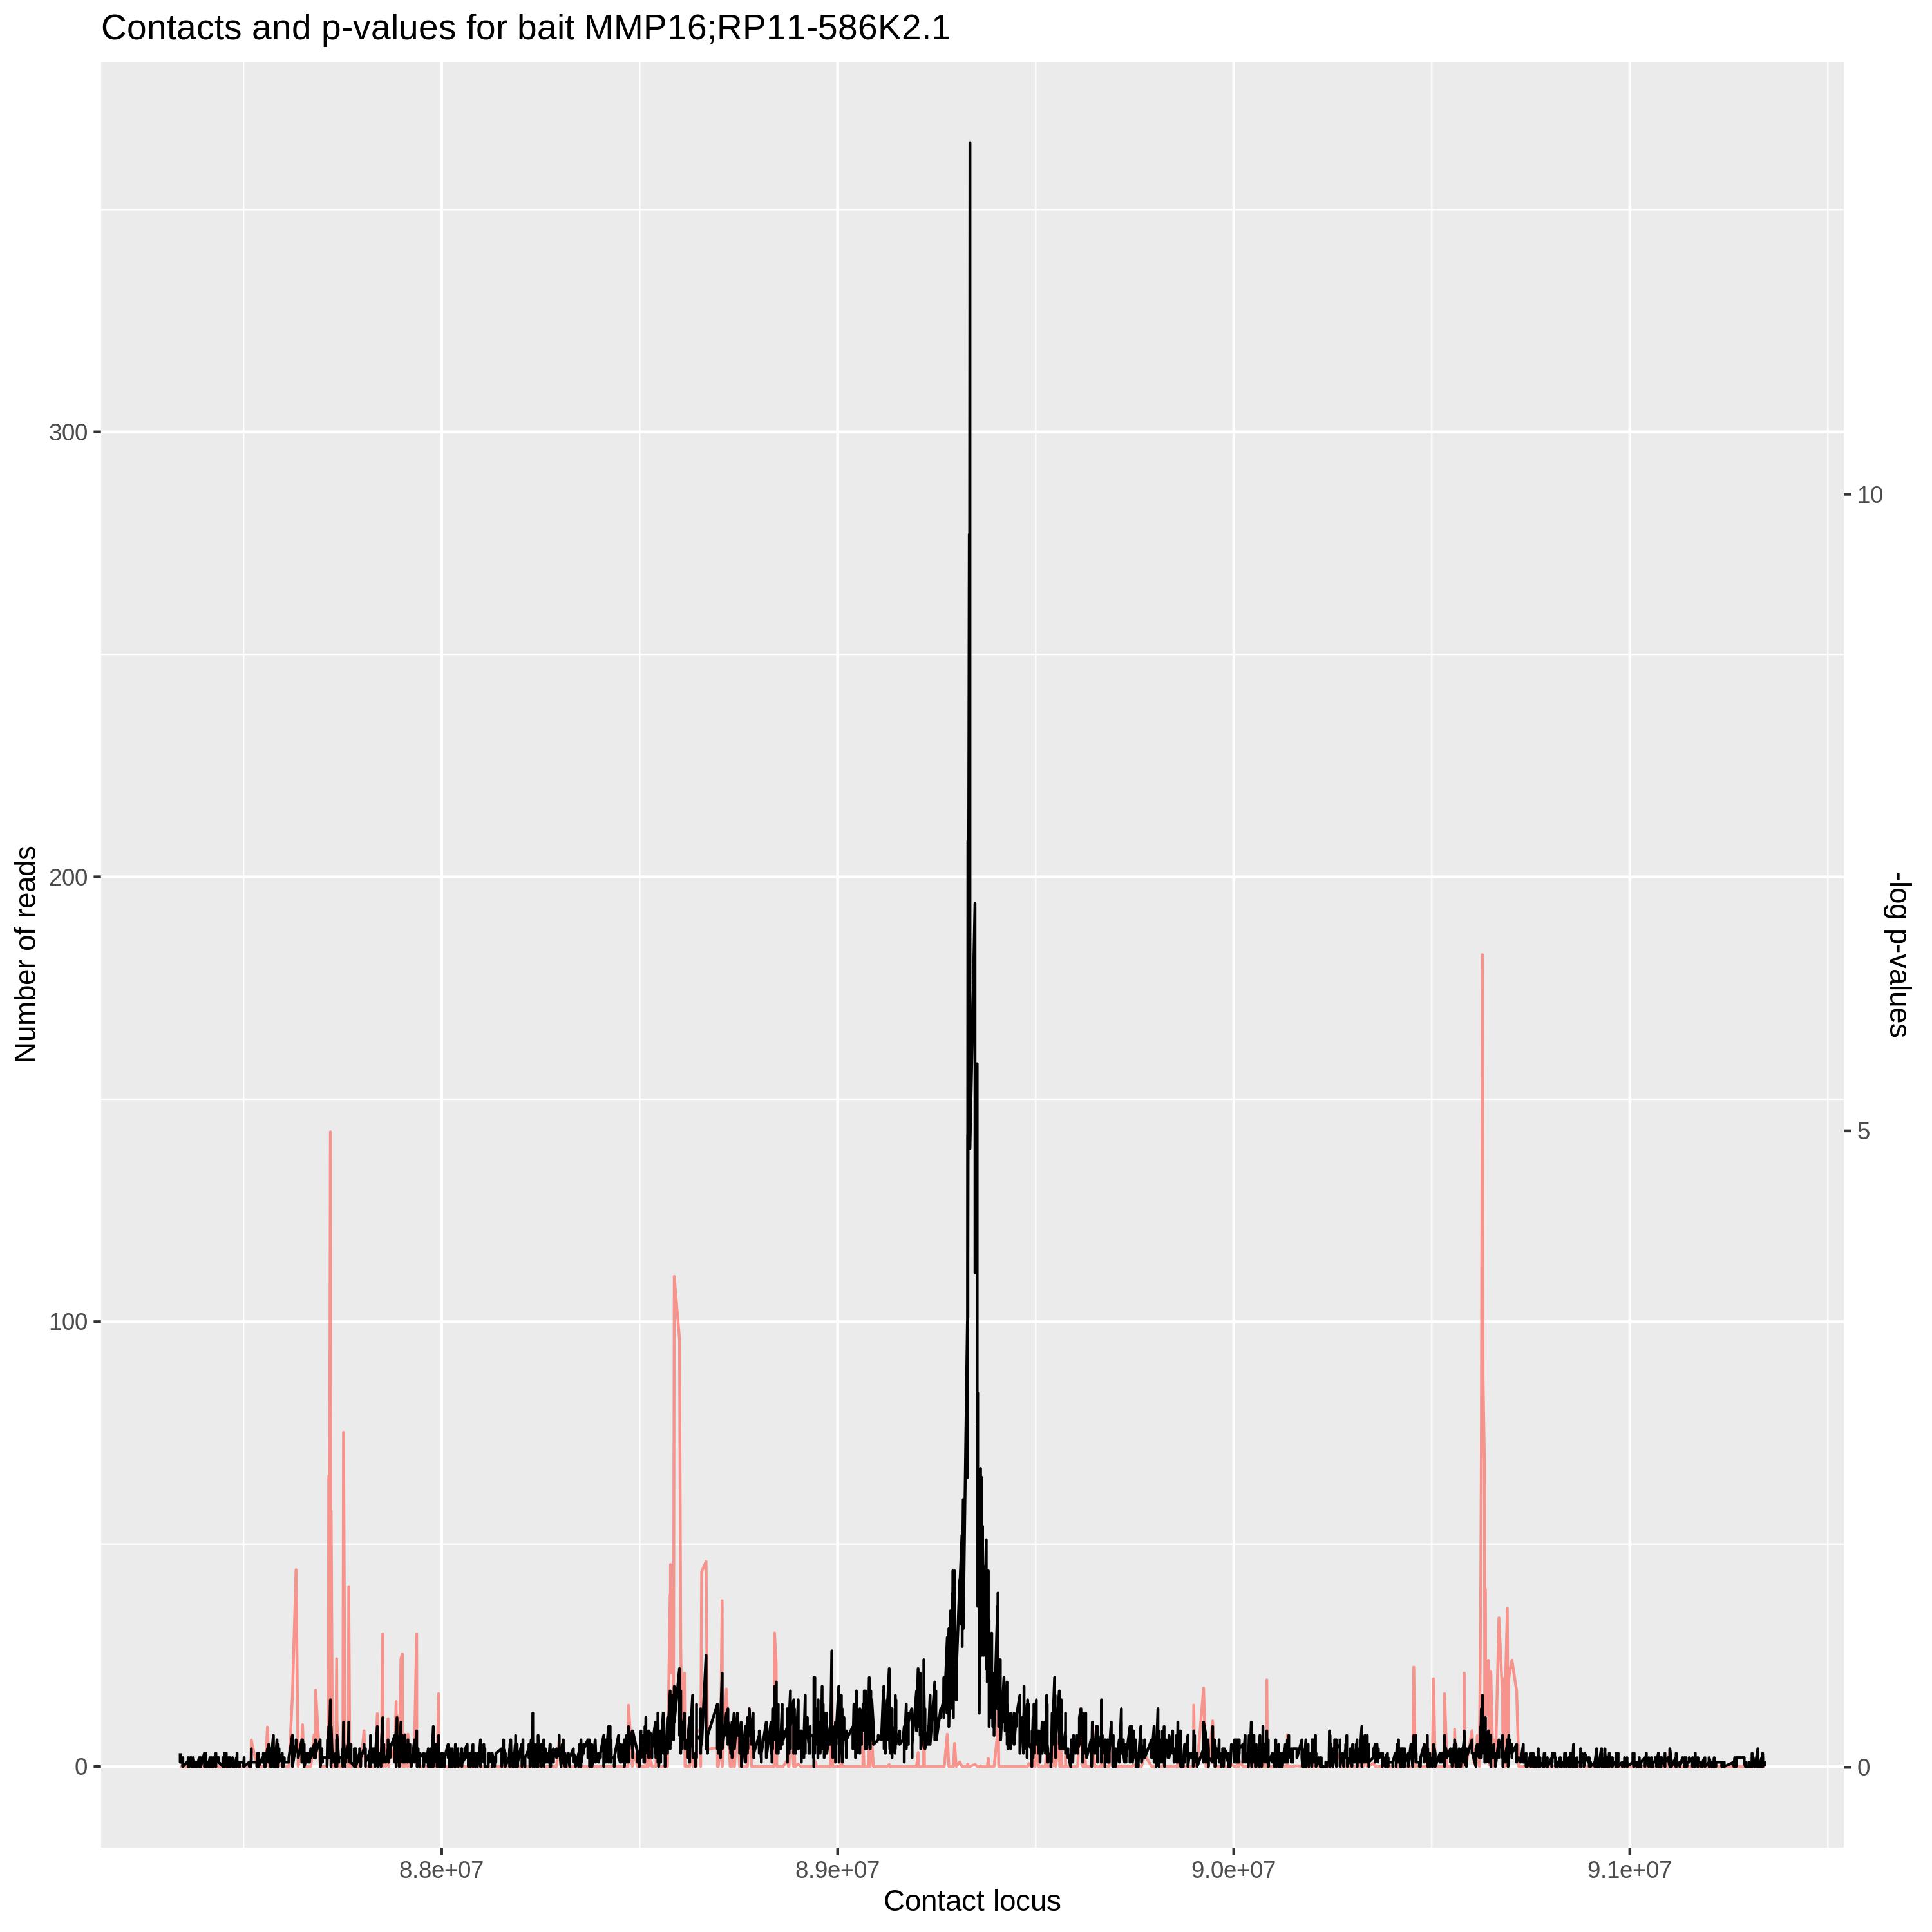 Contacts and p-values for bait MMP16;RP11-586K2.1
300
200
100
0
Number of reads
10
5
0
-log p-values
8.8e+07 8.9e+07 9.0e+07 9.1e+07
Contact locus